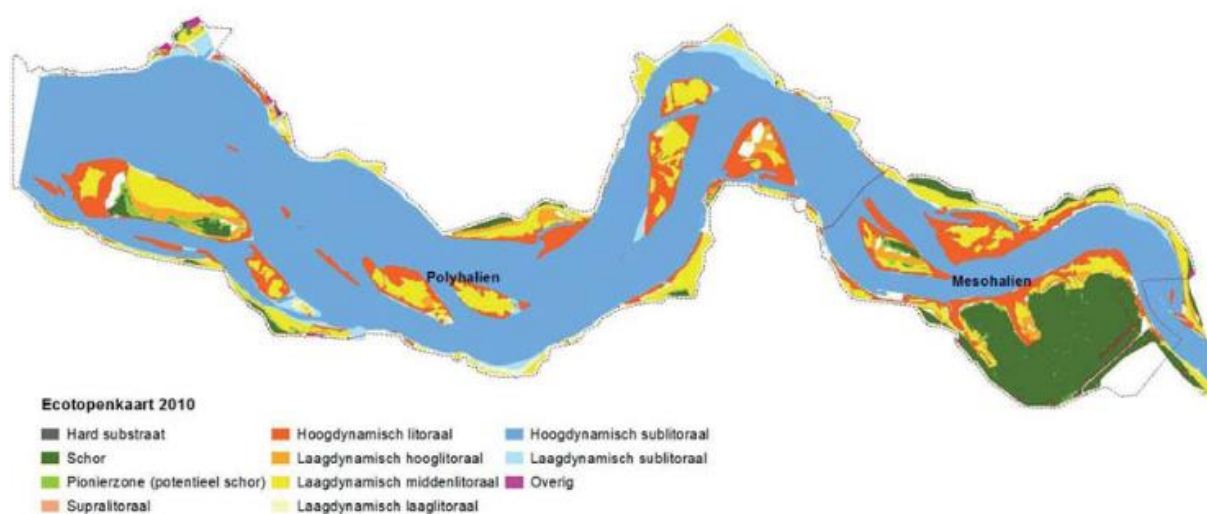 Polyhalien
Mesohalien
Ecotopenkaart 2010
Hard substraat
Hoogdynamisch litoraal
Hoogdynamisch sublitoraal
Schor
Laagdynamisch hooglitoraal
Laagdynamisch sublitoraal
Pionierzone (potentieel schor)
Laagdynamisch middenlitoraal
Overig
Supralitoraal
Laagdynamisch laaglitoraal